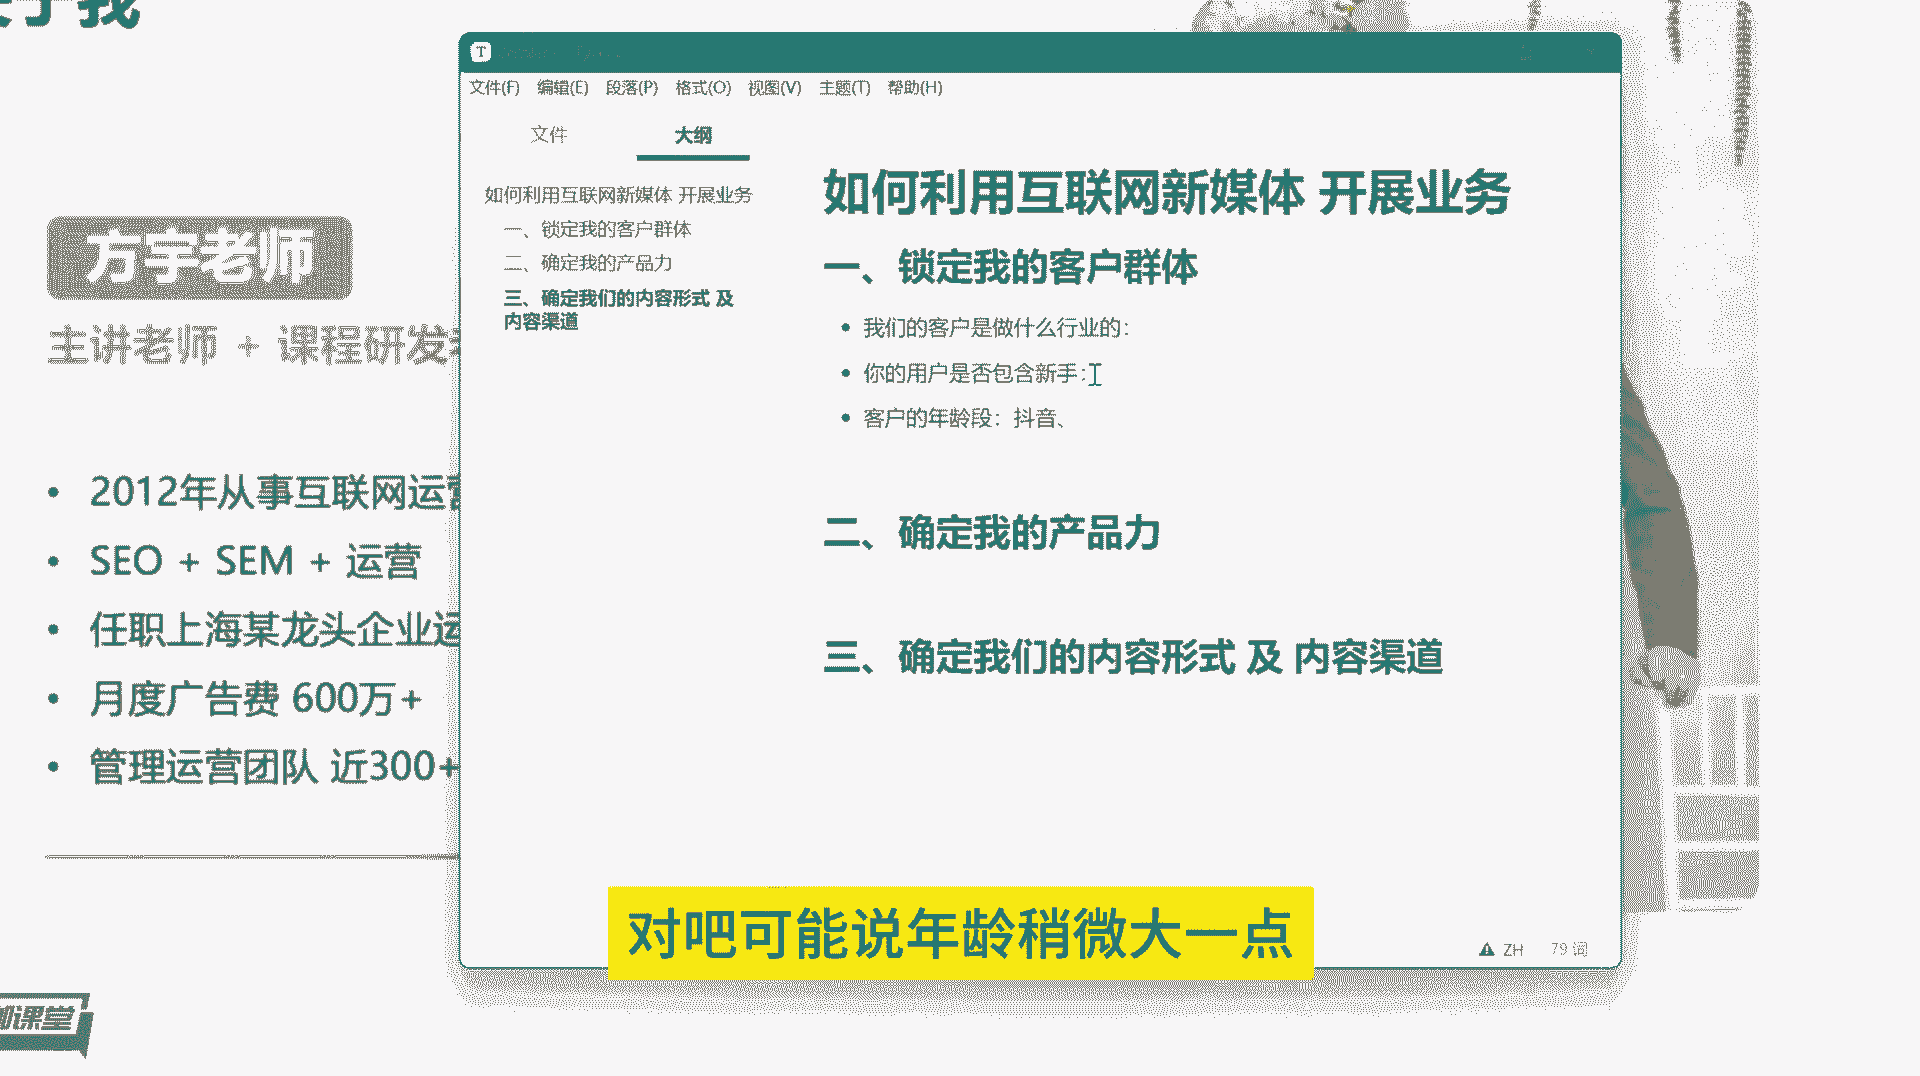 于我
方宇老师
主讲老师 + 课程研发
• 2012年从事互联网运营
• SEO + SEM + 运营
• 任职上海某龙头企业运
• 月度广告费 600万+
• 管理运营团队 近300+
课堂
T
文件(F) 编辑(E) 段落(P) 格式(O) 视图(V) 主题(T) 帮助(H)
文件 大纲
如何利用互联网新媒体 开展业务
一、锁定我的客户群体
二、确定我的产品力
三、确定我们的内容形式 及
内容渠道
如何利用互联网新媒体 开展业务
一、锁定我的客户群体
• 我们的客户是做什么行业的：
• 你的用户是否包含新手：
• 客户的年龄段：抖音、
二、确定我的产品力
三、确定我们的内容形式 及 内容渠道
ZH 79 词
对吧可能说年龄稍微大一点